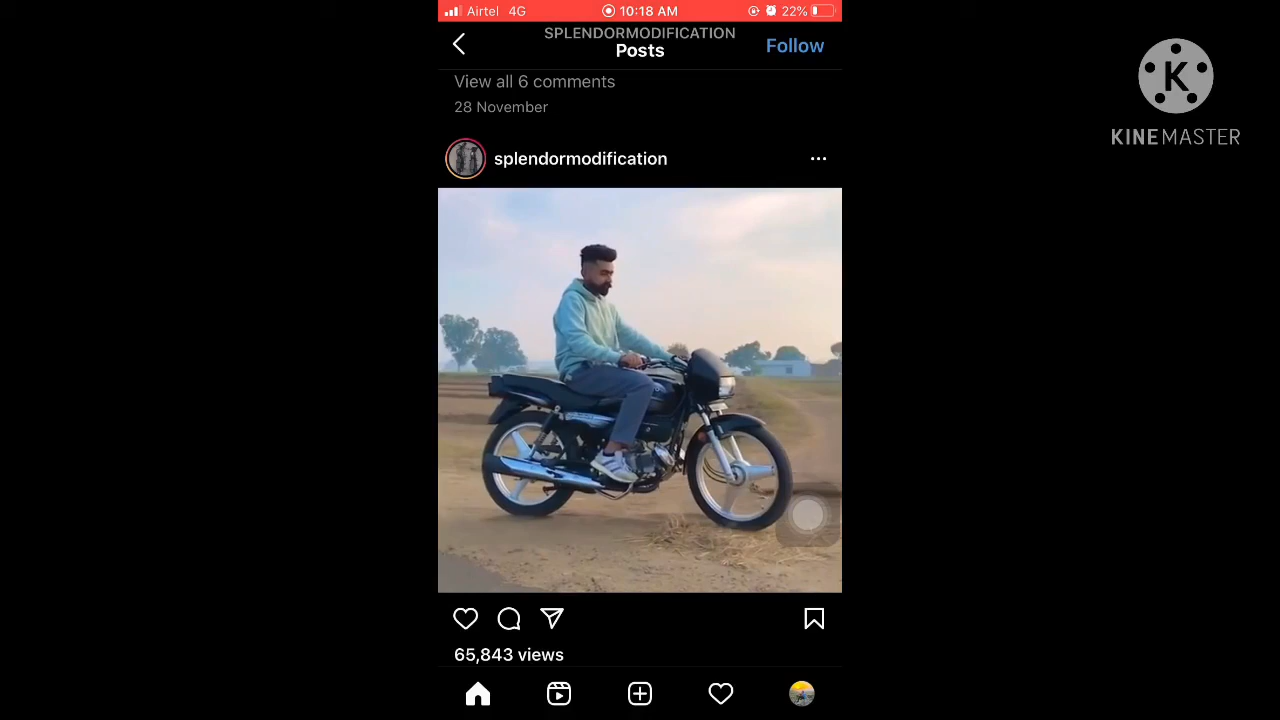 Airtel 4G 10:18 AM 22%
SPLENDORMODIFICATION
Posts
Follow
View all 6 comments
28 November
splendormodification
65,843 views
K
KINEMASTER